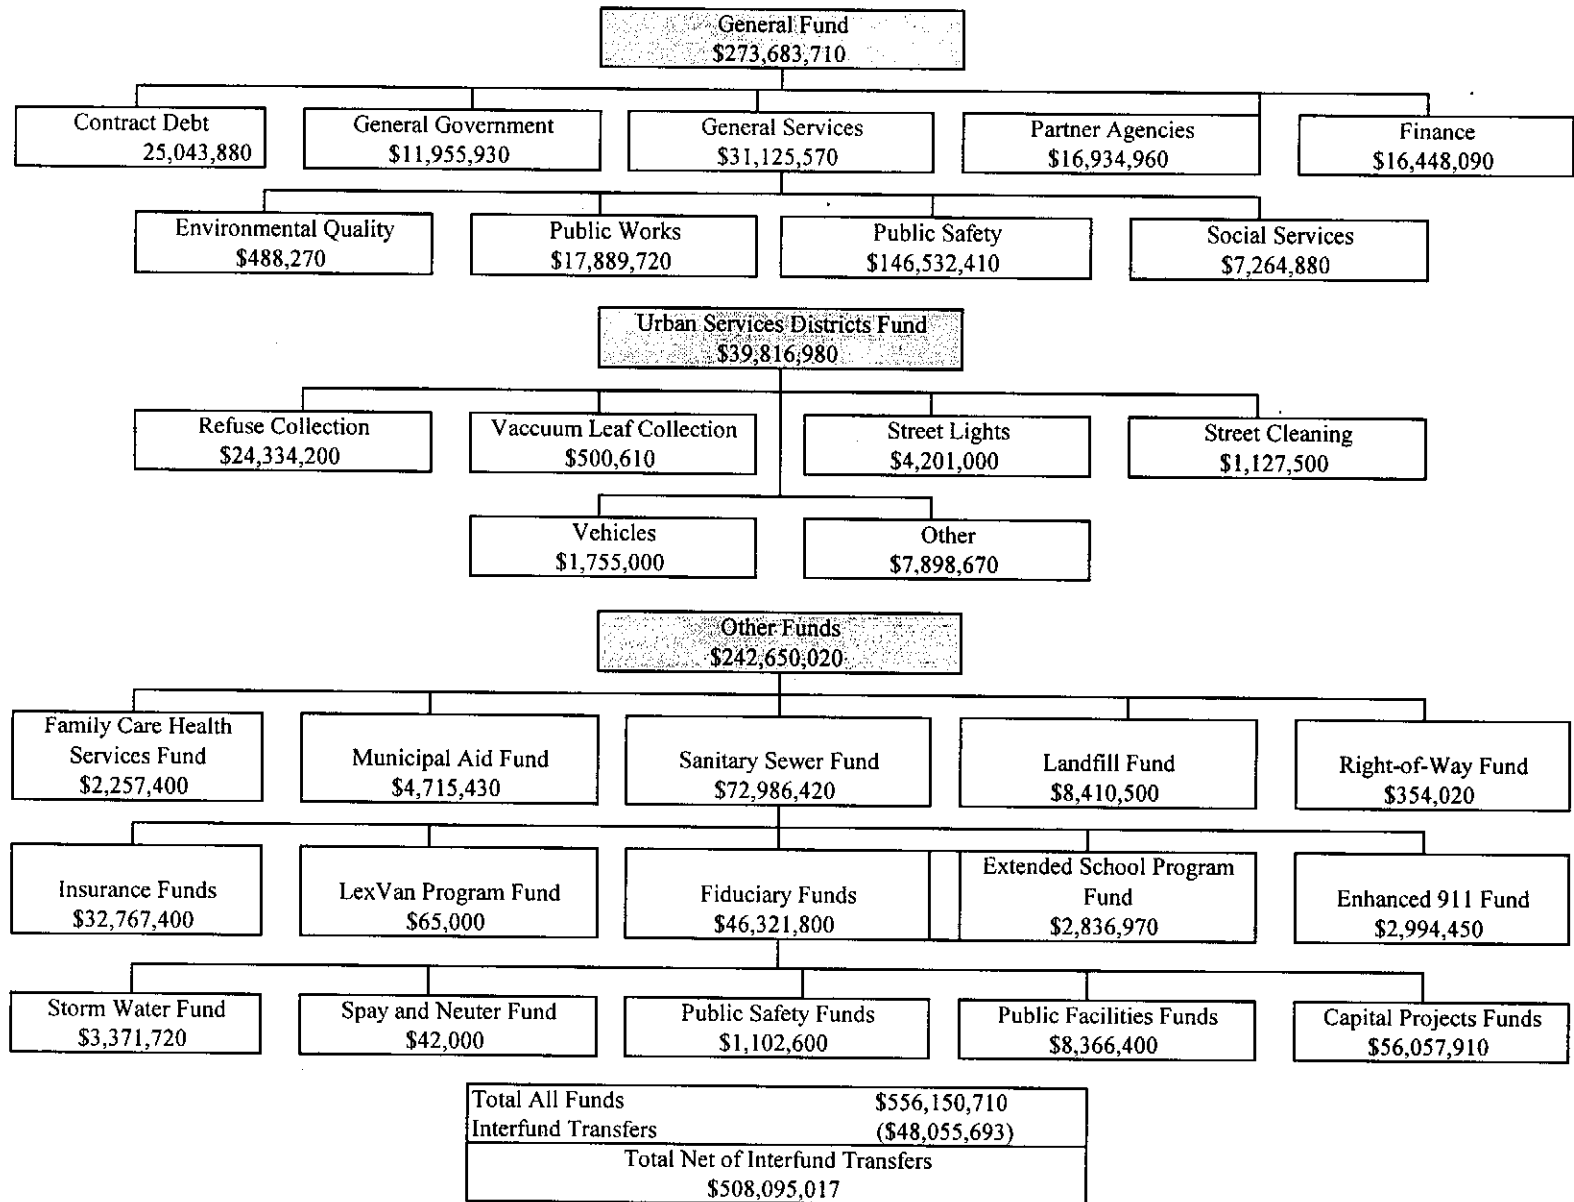 General Fund
$273,683,710
Contract Debt
25,043,880
General Government
$11,955,930
General Services
$31,125,570
Partner Agencies
$16,934,960
Finance
$16,448,090
Environmental Quality
$488,270
Public Works
$17,889,720
Public Safety
$146,532,410
Social Services
$7,264,880
Urban Services Districts Fund
$39,816,980
Refuse Collection
$24,334,200
Vaccuum Leaf Collection
$500,610
Street Lights
$4,201,000
Street Cleaning
$1,127,500
Vehicles
$1,755,000
Other
$7,898,670
Other Funds
$242,650,020
Family Care Health
Services Fund
$2,257,400
Municipal Aid Fund
$4,715,430
Sanitary Sewer Fund
$72,986,420
Landfill Fund
$8,410,500
Right-of-Way Fund
$354,020
Insurance Funds
$32,767,400
LexVan Program Fund
$65,000
Fiduciary Funds
$46,321,800
Extended School Program
Fund
$2,836,970
Enhanced 911 Fund
$2,994,450
Storm Water Fund
$3,371,720
Spay and Neuter Fund
$42,000
Public Safety Funds
$1,102,600
Public Facilities Funds
$8,366,400
Capital Projects Funds
$56,057,910
Total All Funds $556,150,710
Interfund Transfers ($48,055,693)
Total Net of Interfund Transfers
$508,095,017